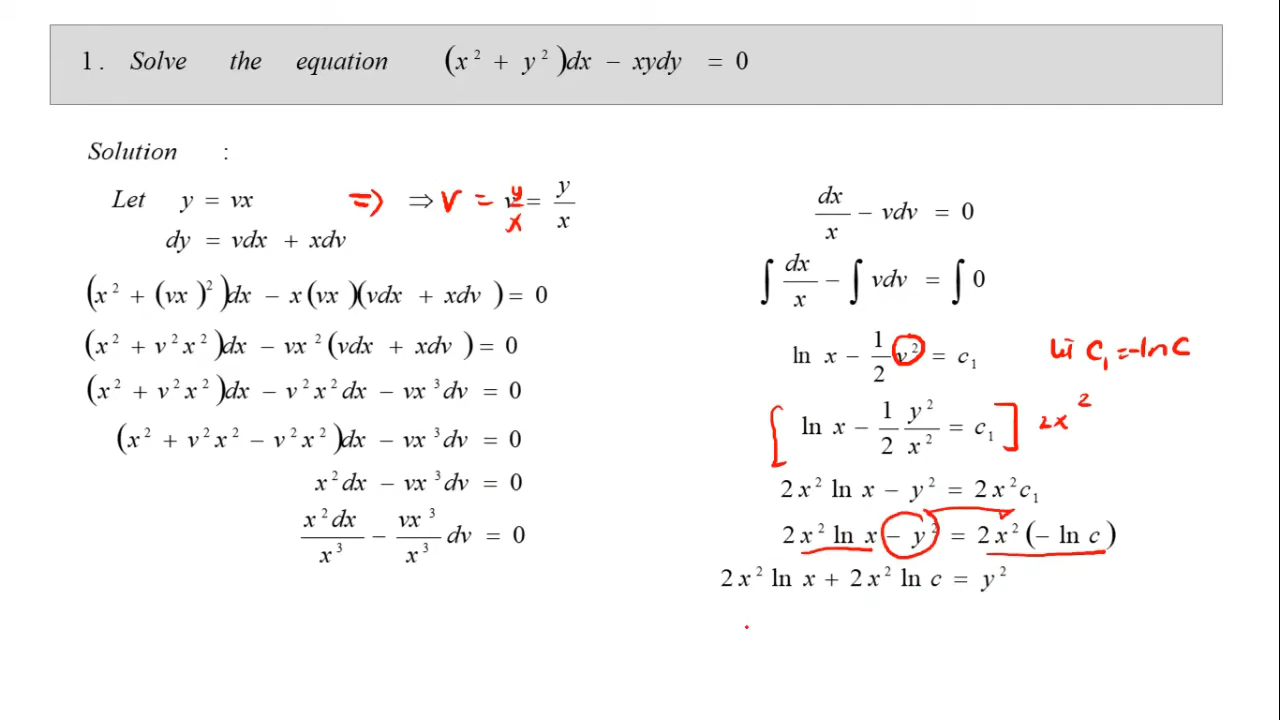 1. Solve the equation (x² + y²)dx − xydy = 0
Solution :
Let y = vx ⇒ ⇒ v = y/x v = y/x
dy = vdx + xdv
(x² + (vx)²)dx − x(vx)(vdx + xdv) = 0
(x² + v²x²)dx − vx²(vdx + xdv) = 0
(x² + v²x²)dx − v²x²dx − vx³dv = 0
(x² + v²x² − v²x²)dx − vx³dv = 0
x²dx − vx³dv = 0
x²dx/x³ − vx³/x³ dv = 0
dx/x − vdv = 0
∫ dx/x − ∫ vdv = ∫ 0
ln x − 1/2 v² = c₁ let C₁ = -ln C
[ ln x − 1/2 y²/x² = c₁ ] 2x²
2x² ln x − y² = 2x²c₁
2x² ln x − y² = 2x²(− ln c)
2x² ln x + 2x² ln c = y²